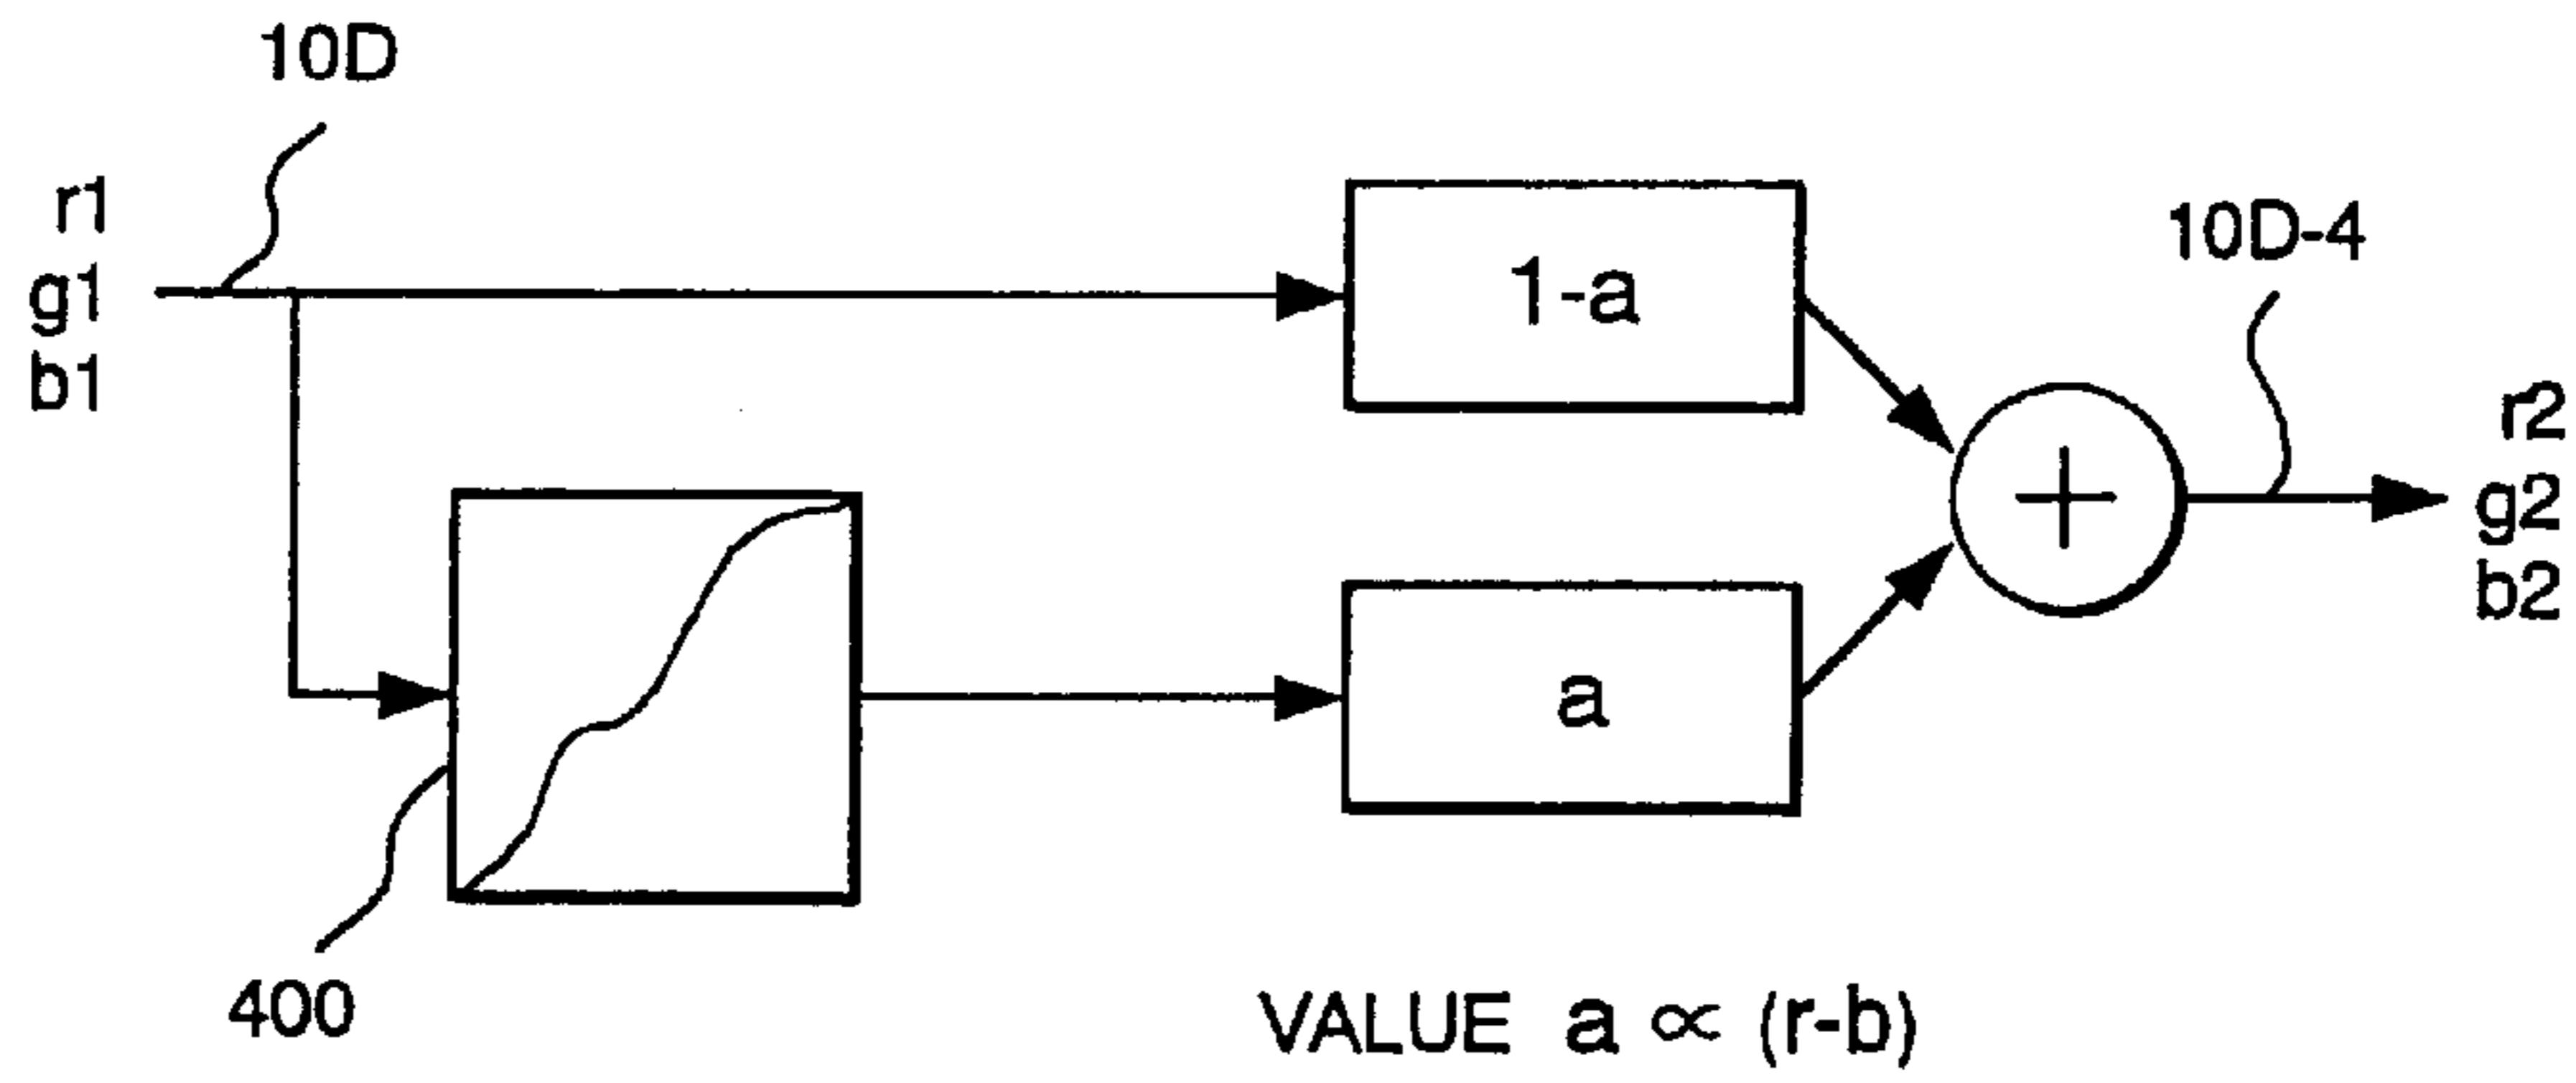 10D
r1
g1
b1
1-a
10D-4
+
r2
g2
b2
a
400
VALUE a ∝ (r-b)